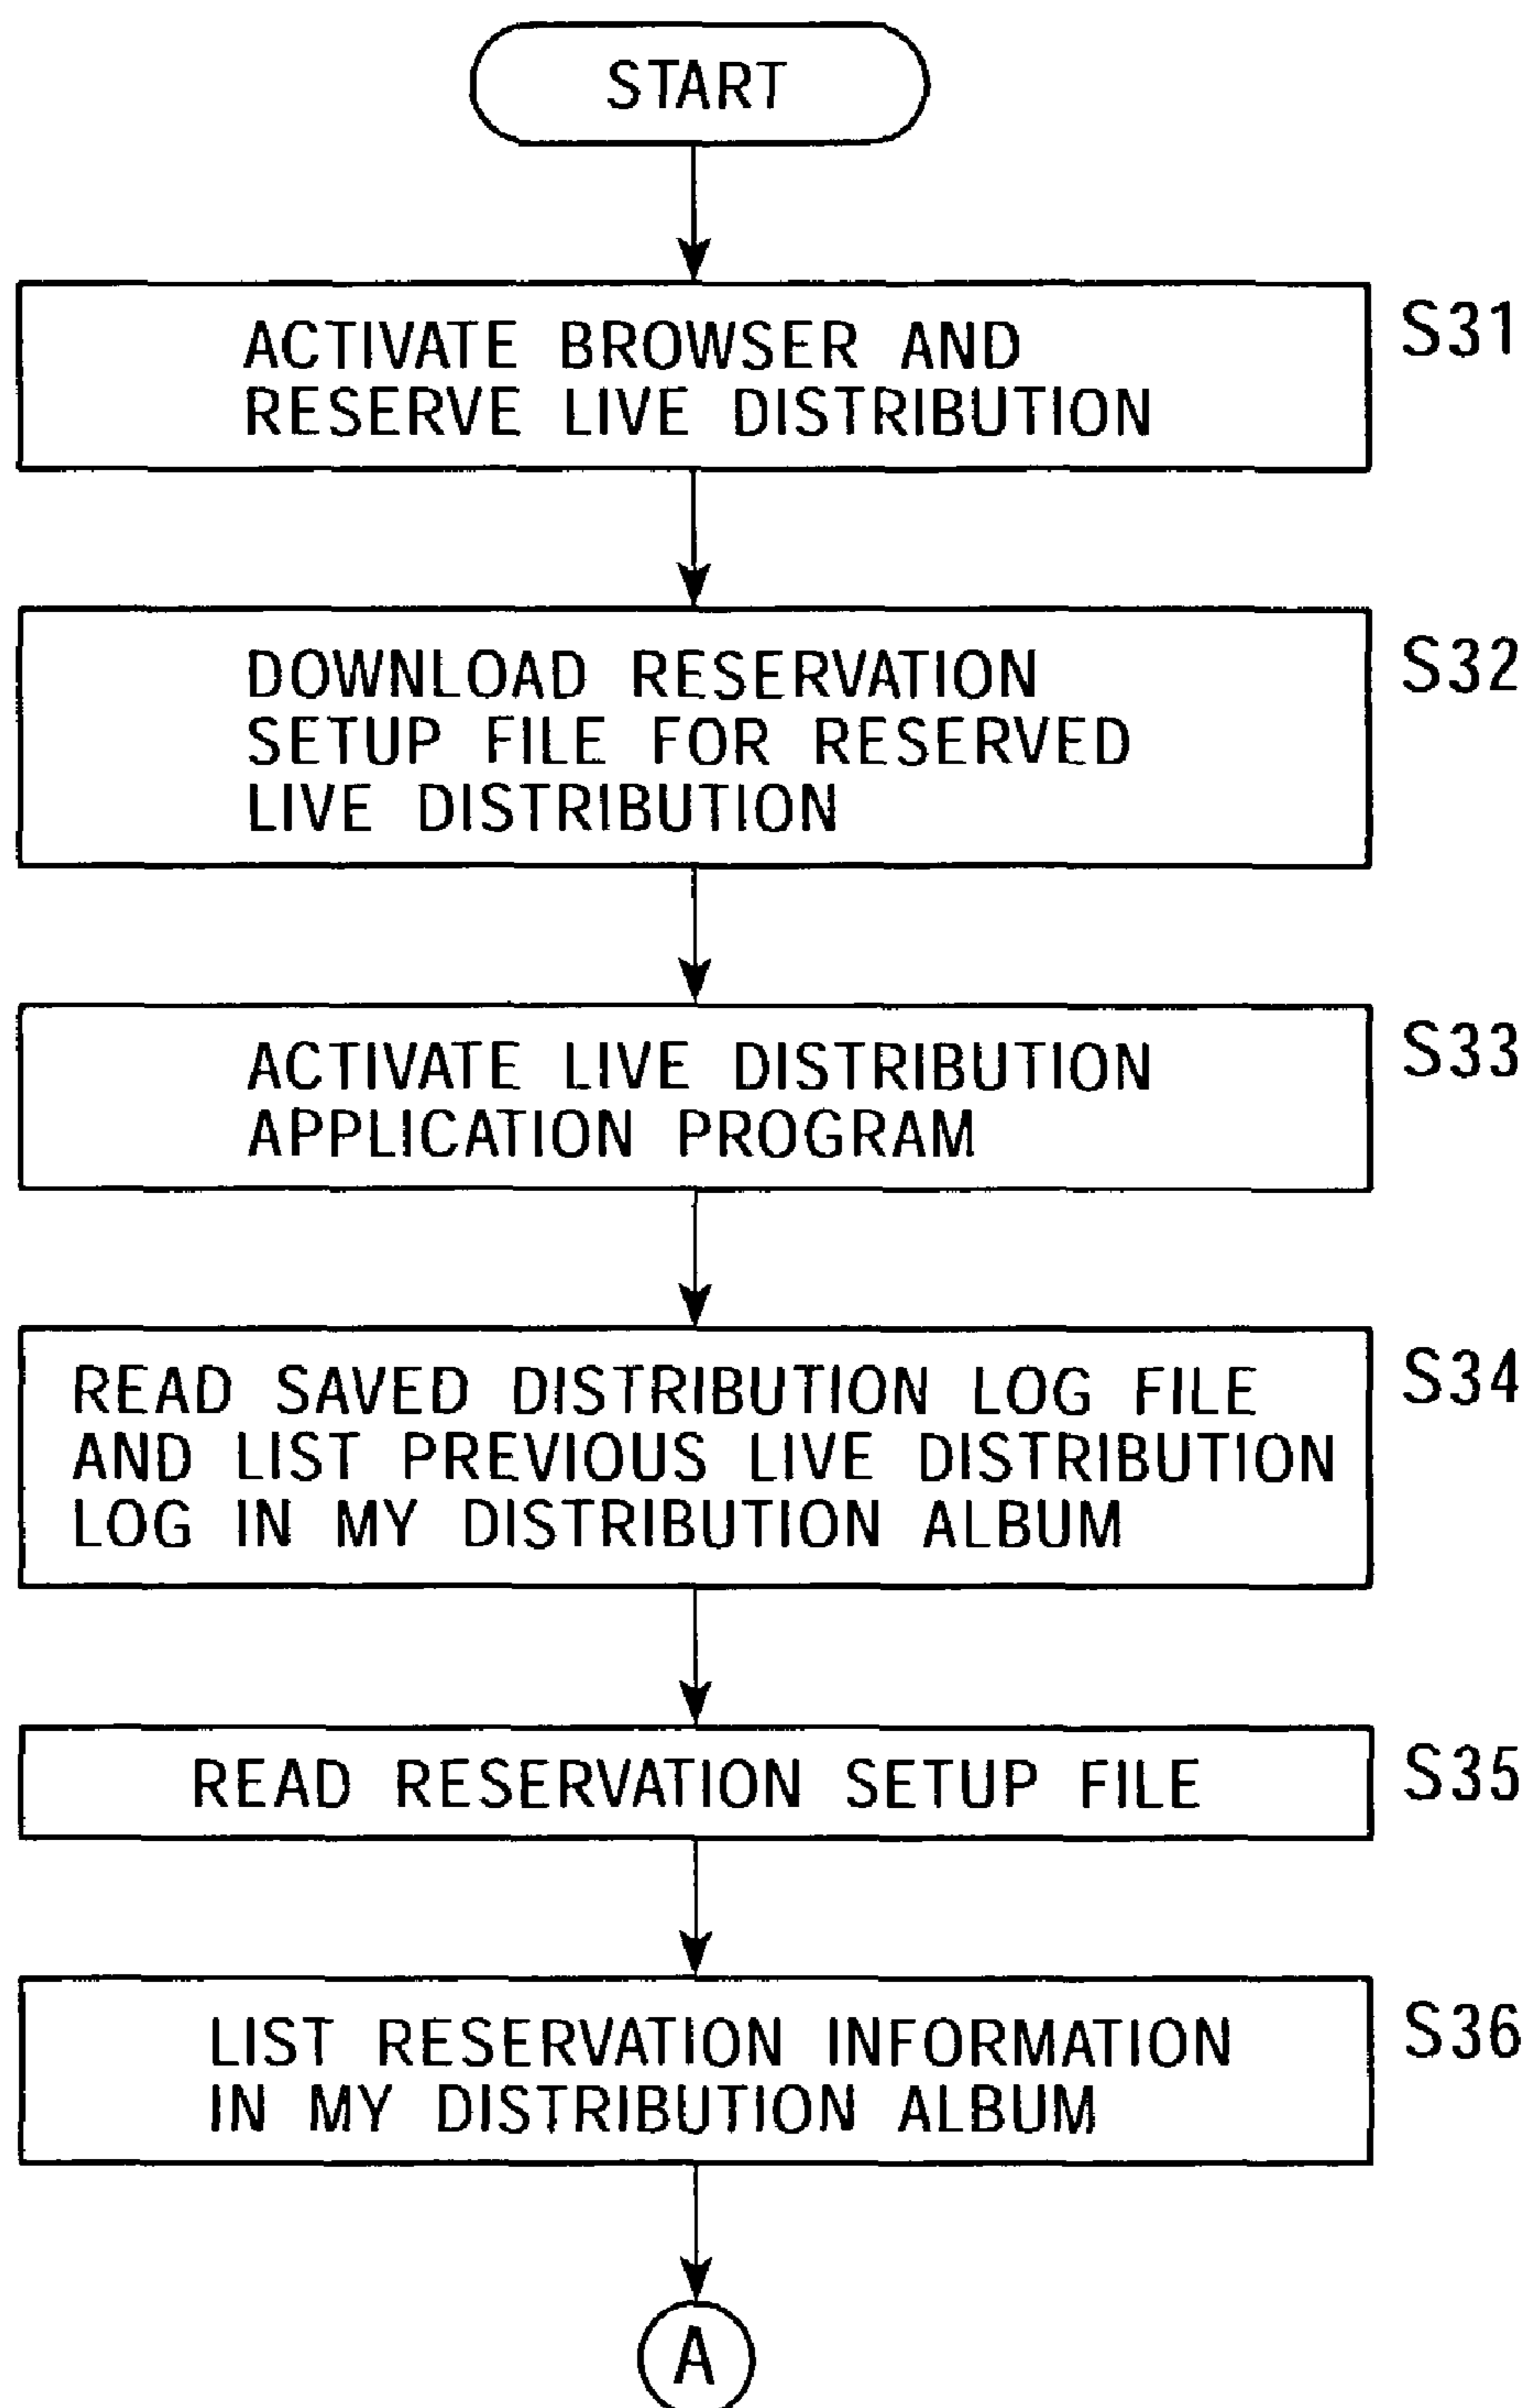 START
ACTIVATE BROWSER AND
RESERVE LIVE DISTRIBUTION
S31
DOWNLOAD RESERVATION
SETUP FILE FOR RESERVED
LIVE DISTRIBUTION
S32
ACTIVATE LIVE DISTRIBUTION
APPLICATION PROGRAM
S33
READ SAVED DISTRIBUTION LOG FILE
AND LIST PREVIOUS LIVE DISTRIBUTION
LOG IN MY DISTRIBUTION ALBUM
S34
READ RESERVATION SETUP FILE
S35
LIST RESERVATION INFORMATION
IN MY DISTRIBUTION ALBUM
S36
A